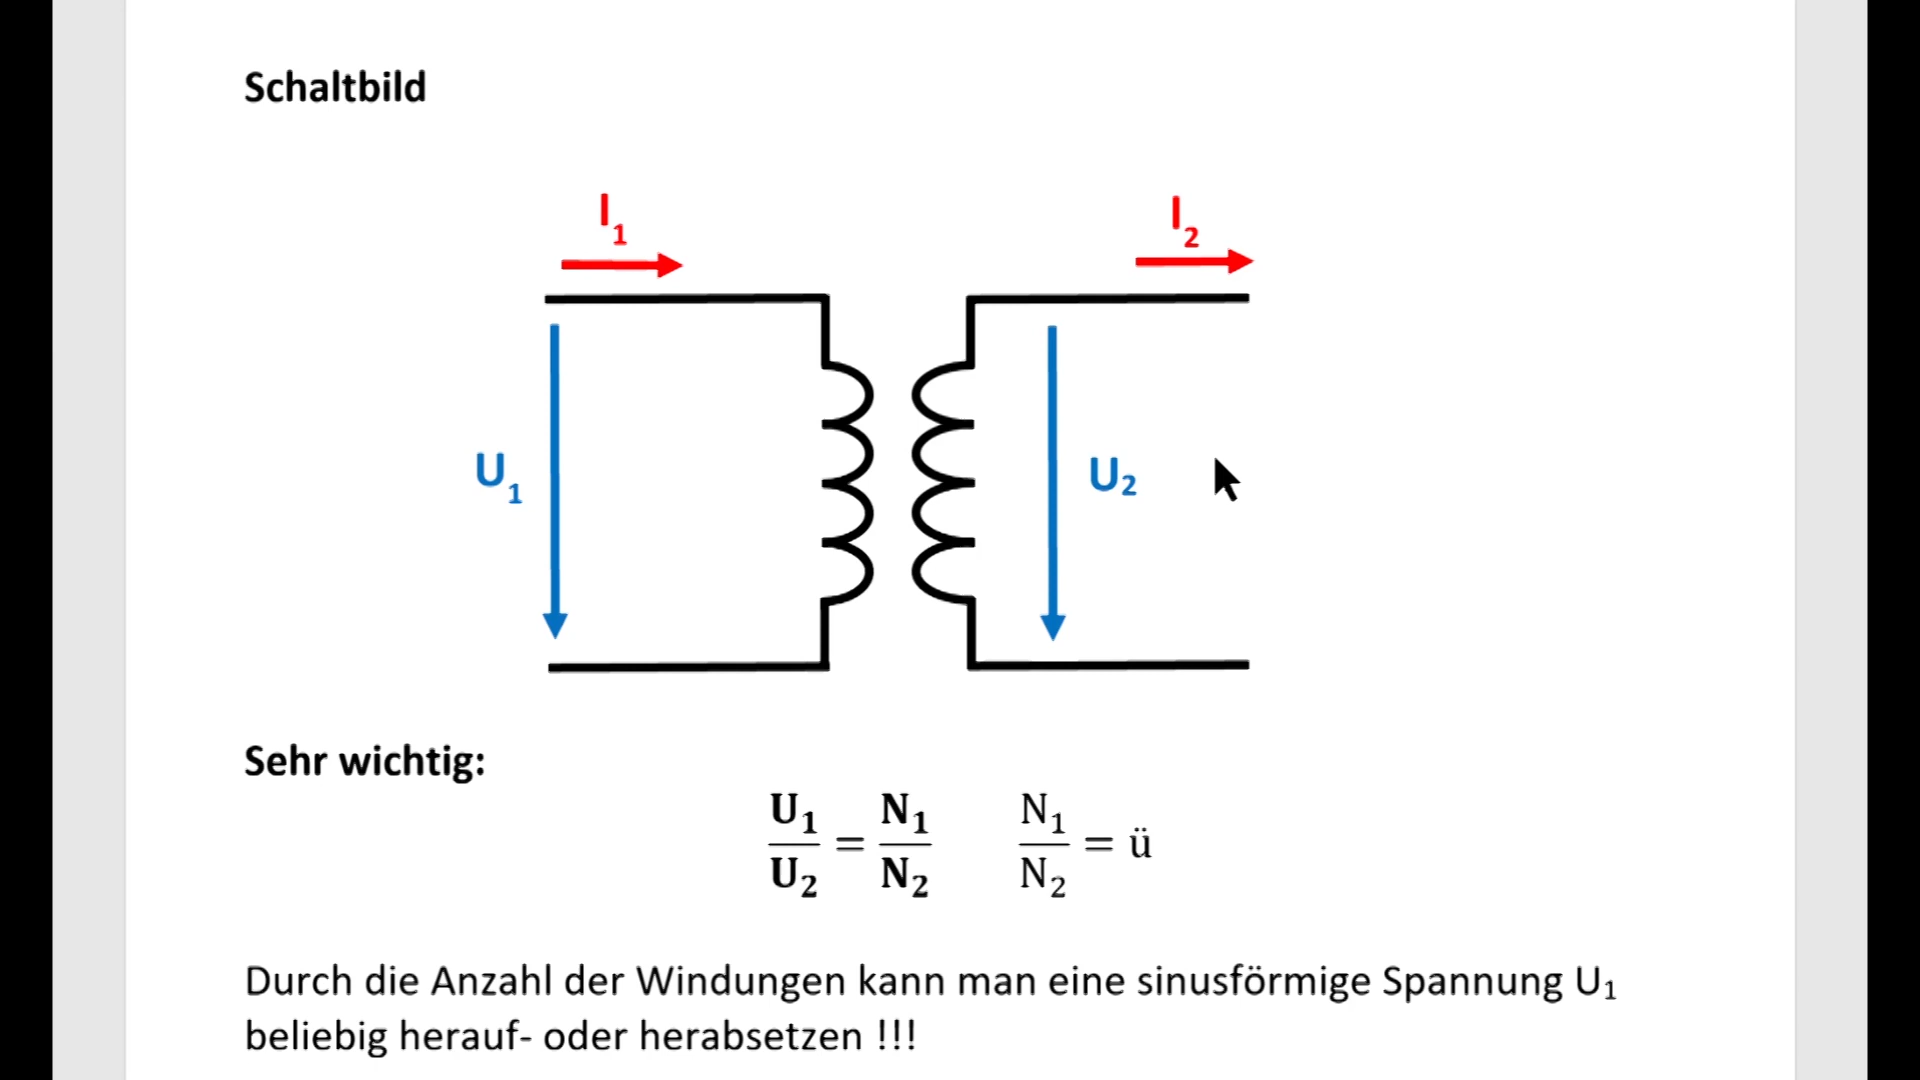 Schaltbild
I₁ I₂
U₁ U₂
Sehr wichtig:
U₁/U₂ = N₁/N₂ N₁/N₂ = ü
Durch die Anzahl der Windungen kann man eine sinusförmige Spannung U₁
beliebig herauf- oder herabsetzen !!!